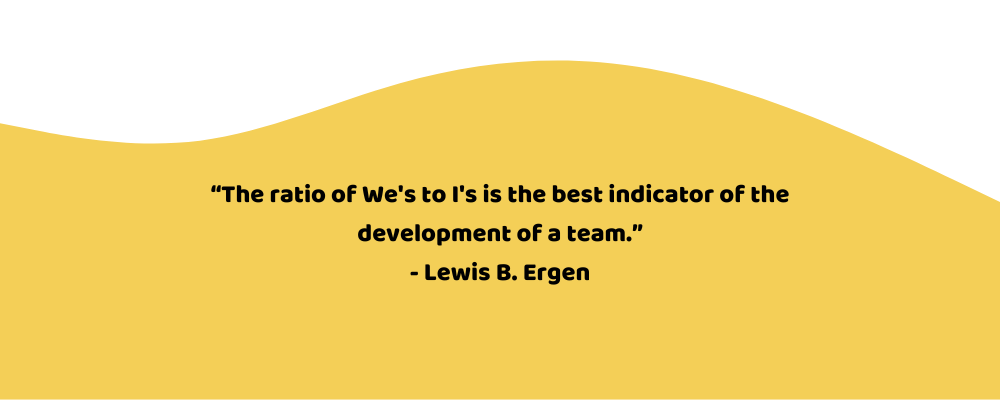 “The ratio of We's to I's is the best indicator of the
development of a team.”
- Lewis B. Ergen